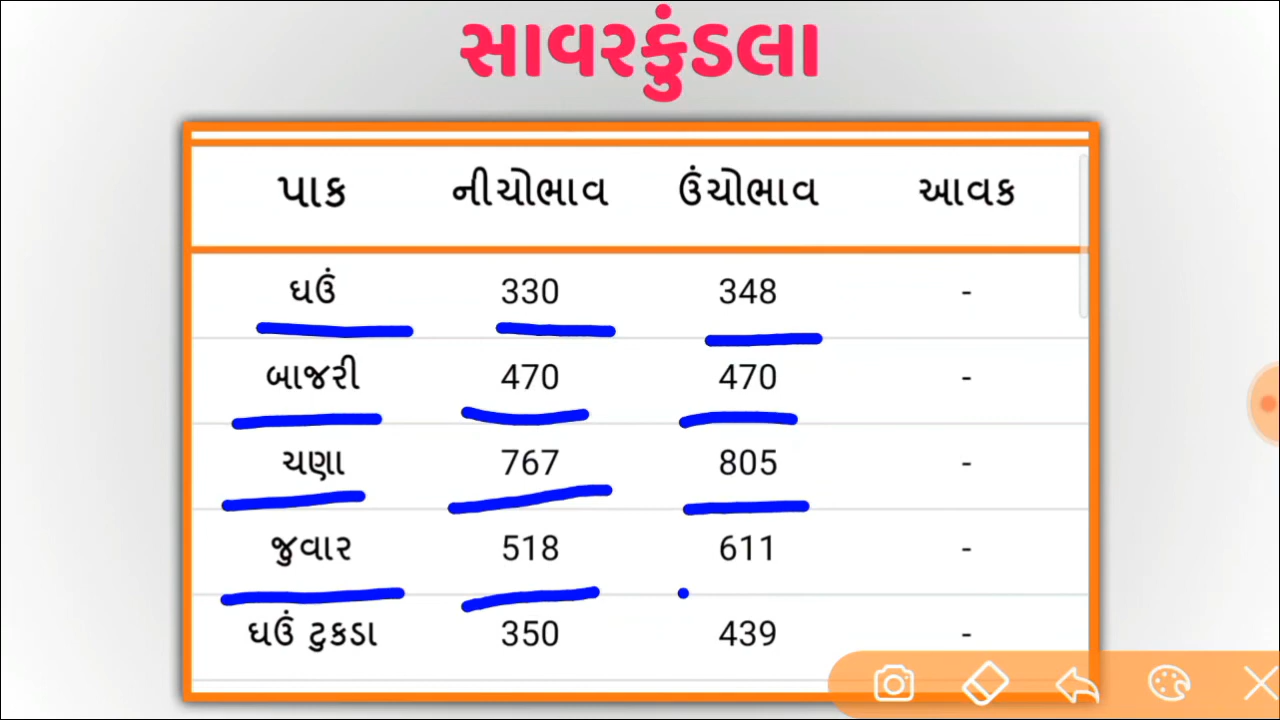 સાવરકુંડલા
પાક નીચોભાવ ઉંચોભાવ આવક
ઘઉં 330 348 -
બાજરી 470 470 -
ચણા 767 805 -
જુવાર 518 611 -
ઘઉં ટુકડા 350 439 -